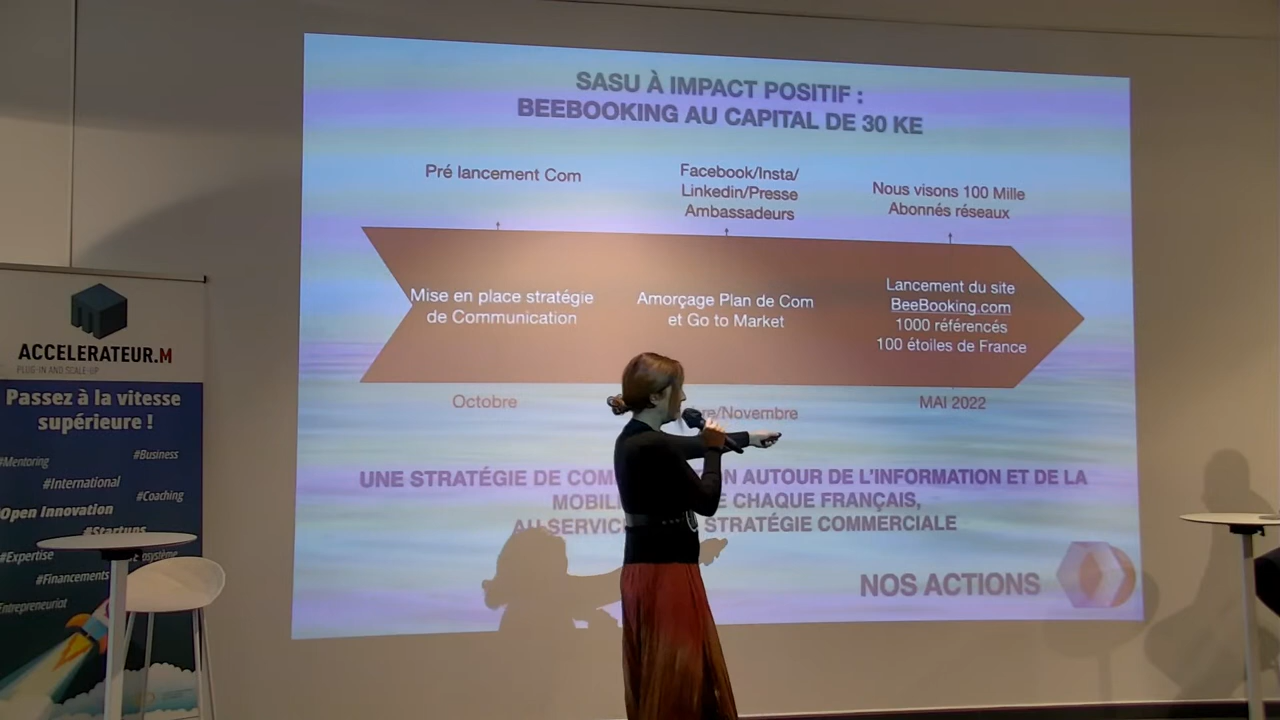 SASU À IMPACT POSITIF :
BEEBOOKING AU CAPITAL DE 30 KE
Pré lancement Com
Facebook/Insta/
Linkedin/Presse
Ambassadeurs
Nous visons 100 Mille
Abonnés réseaux
Mise en place stratégie
de Communication
Amorçage Plan de Com
et Go to Market
Lancement du site
BeeBooking.com
1000 référencés
100 étoiles de France
Octobre
re/Novembre
MAI 2022
UNE STRATÉGIE DE COM N AUTOUR DE L'INFORMATION ET DE LA
MOBILI E CHAQUE FRANÇAIS,
AU SERVIC STRATÉGIE COMMERCIALE
NOS ACTIONS
ACCELERATEUR.M
PLUG-IN AND SCALE-UP
Passez à la vitesse
supérieure !
#Mentoring
#Business
#International
#Coaching
Open Innovation
#Startups
#Expertise
osystème
#Financements
Entrepreneuriat